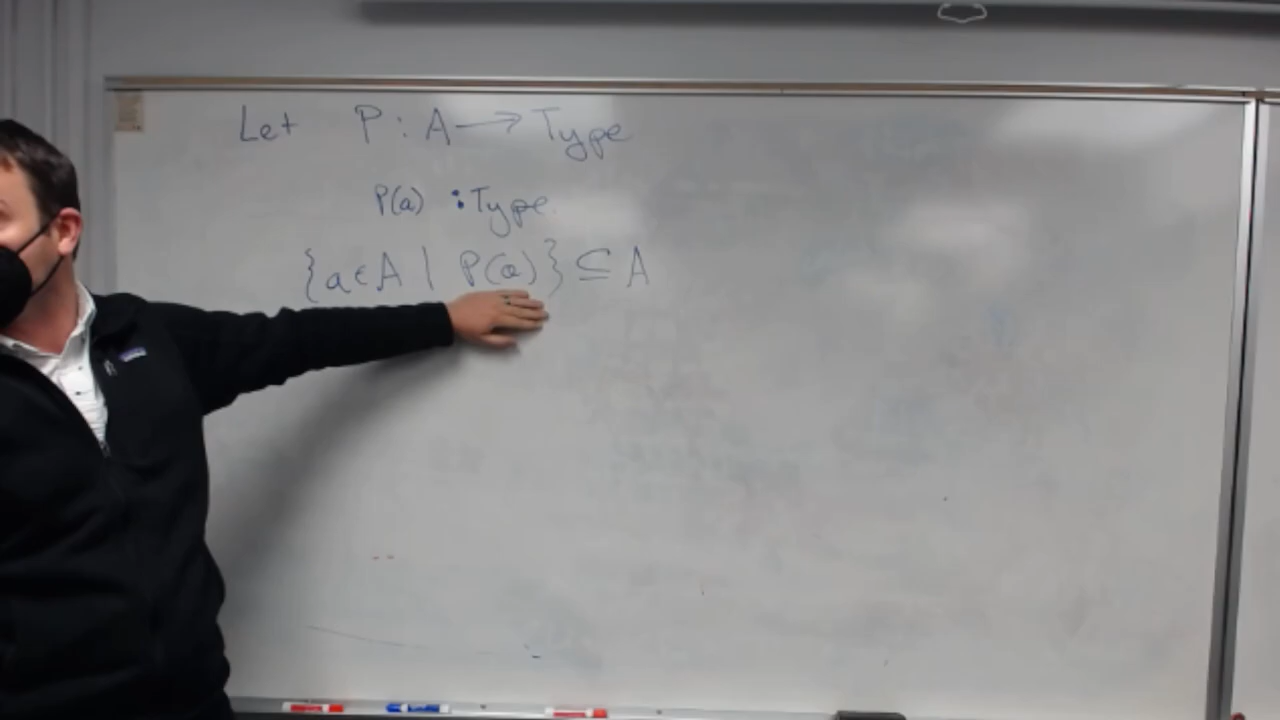 Let P : A → Type
P(a) : Type
{a ∈ A | P(a)} ⊆ A